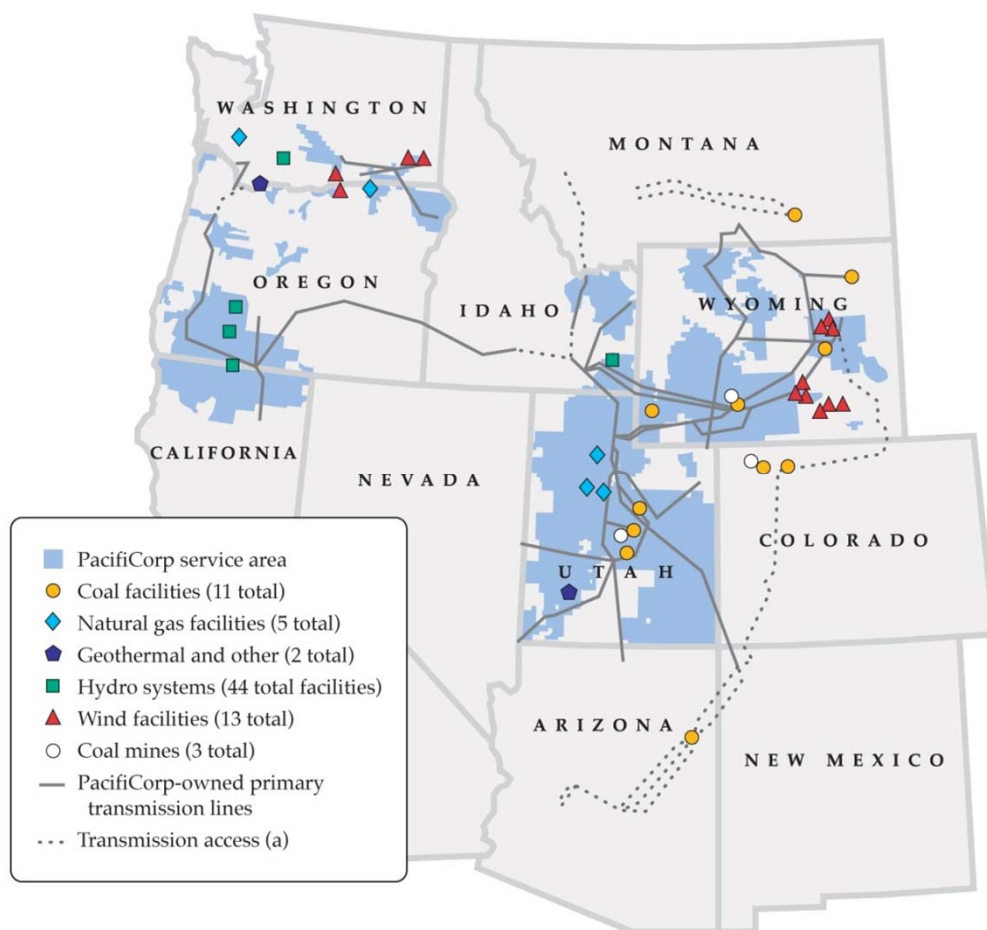 WASHINGTON
MONTANA
OREGON
IDAHO
WYOMING
CALIFORNIA
NEVADA
UTAH
COLORADO
ARIZONA
NEW MEXICO
PacifiCorp service area
Coal facilities (11 total)
Natural gas facilities (5 total)
Geothermal and other (2 total)
Hydro systems (44 total facilities)
Wind facilities (13 total)
Coal mines (3 total)
PacifiCorp-owned primary
transmission lines
Transmission access (a)